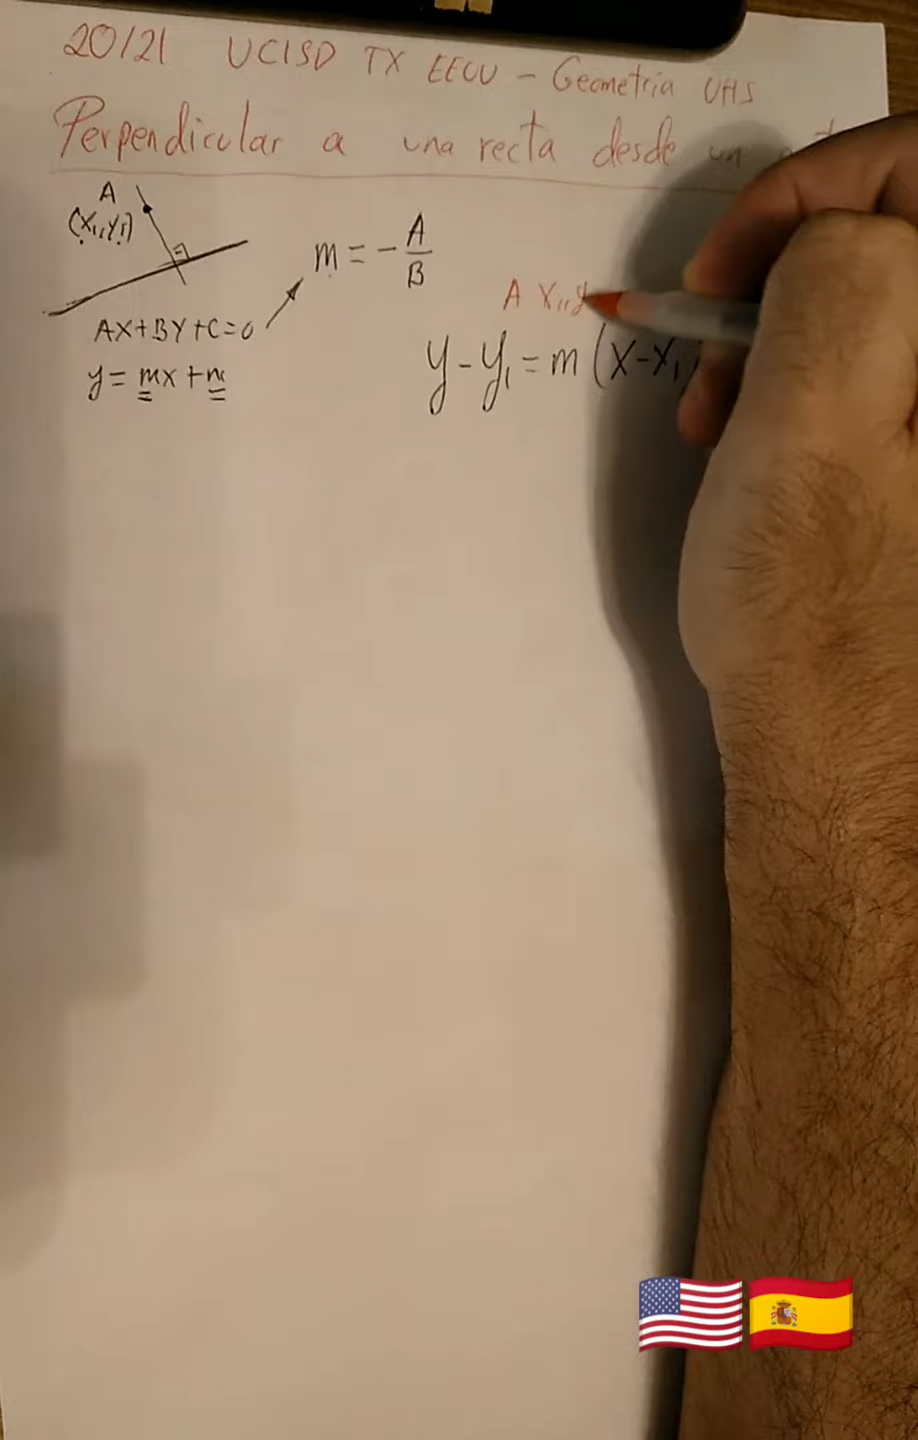 20/21 UCISD TX EEUU - Geometría UHS
Perpendicular a una recta desde un
A
(X₁,Y₁)
m = - A/B
AX+BY+C=0
y = mx + n
A X₁,y
y-y₁ = m (x-x₁)